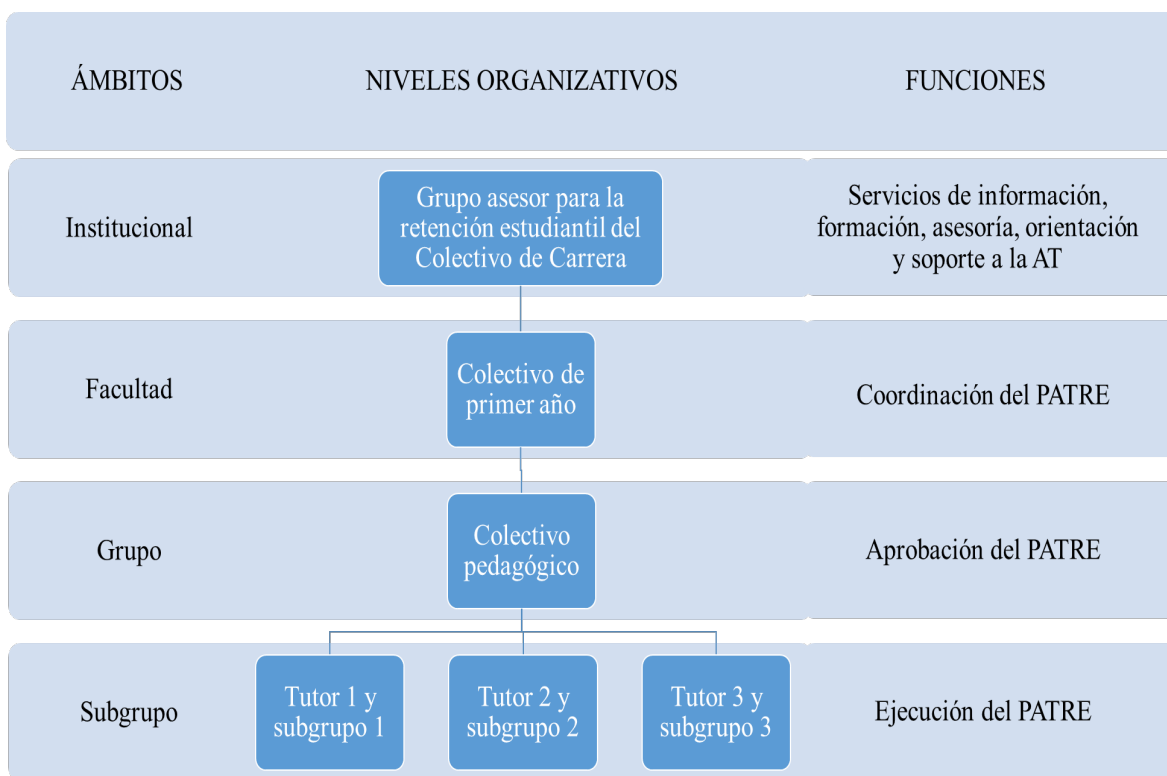 ÁMBITOS
NIVELES ORGANIZATIVOS
FUNCIONES
Institucional
Grupo asesor para la
retención estudiantil del
Colectivo de Carrera
Servicios de información,
formación, asesoría, orientación
y soporte a la AT
Facultad
Colectivo de
primer año
Coordinación del PATRE
Grupo
Colectivo
pedagógico
Aprobación del PATRE
Subgrupo
Tutor 1 y
subgrupo 1
Tutor 2 y
subgrupo 2
Tutor 3 y
subgrupo 3
Ejecución del PATRE